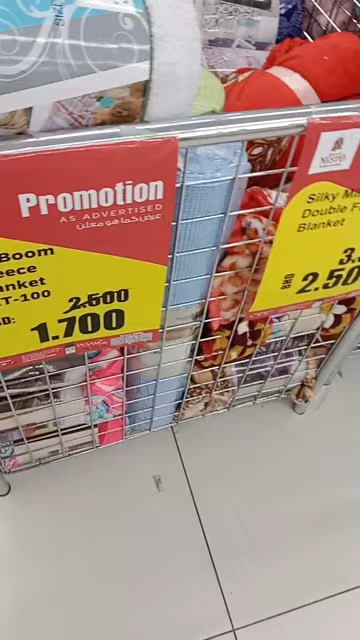 Promotion
AS ADVERTISED
عرض كما هو معلن
Boom
eece
anket
T-100
2.600
D:
1.700
NESTO
Silky M
Double F
Blanket
3.
BHD
2.50